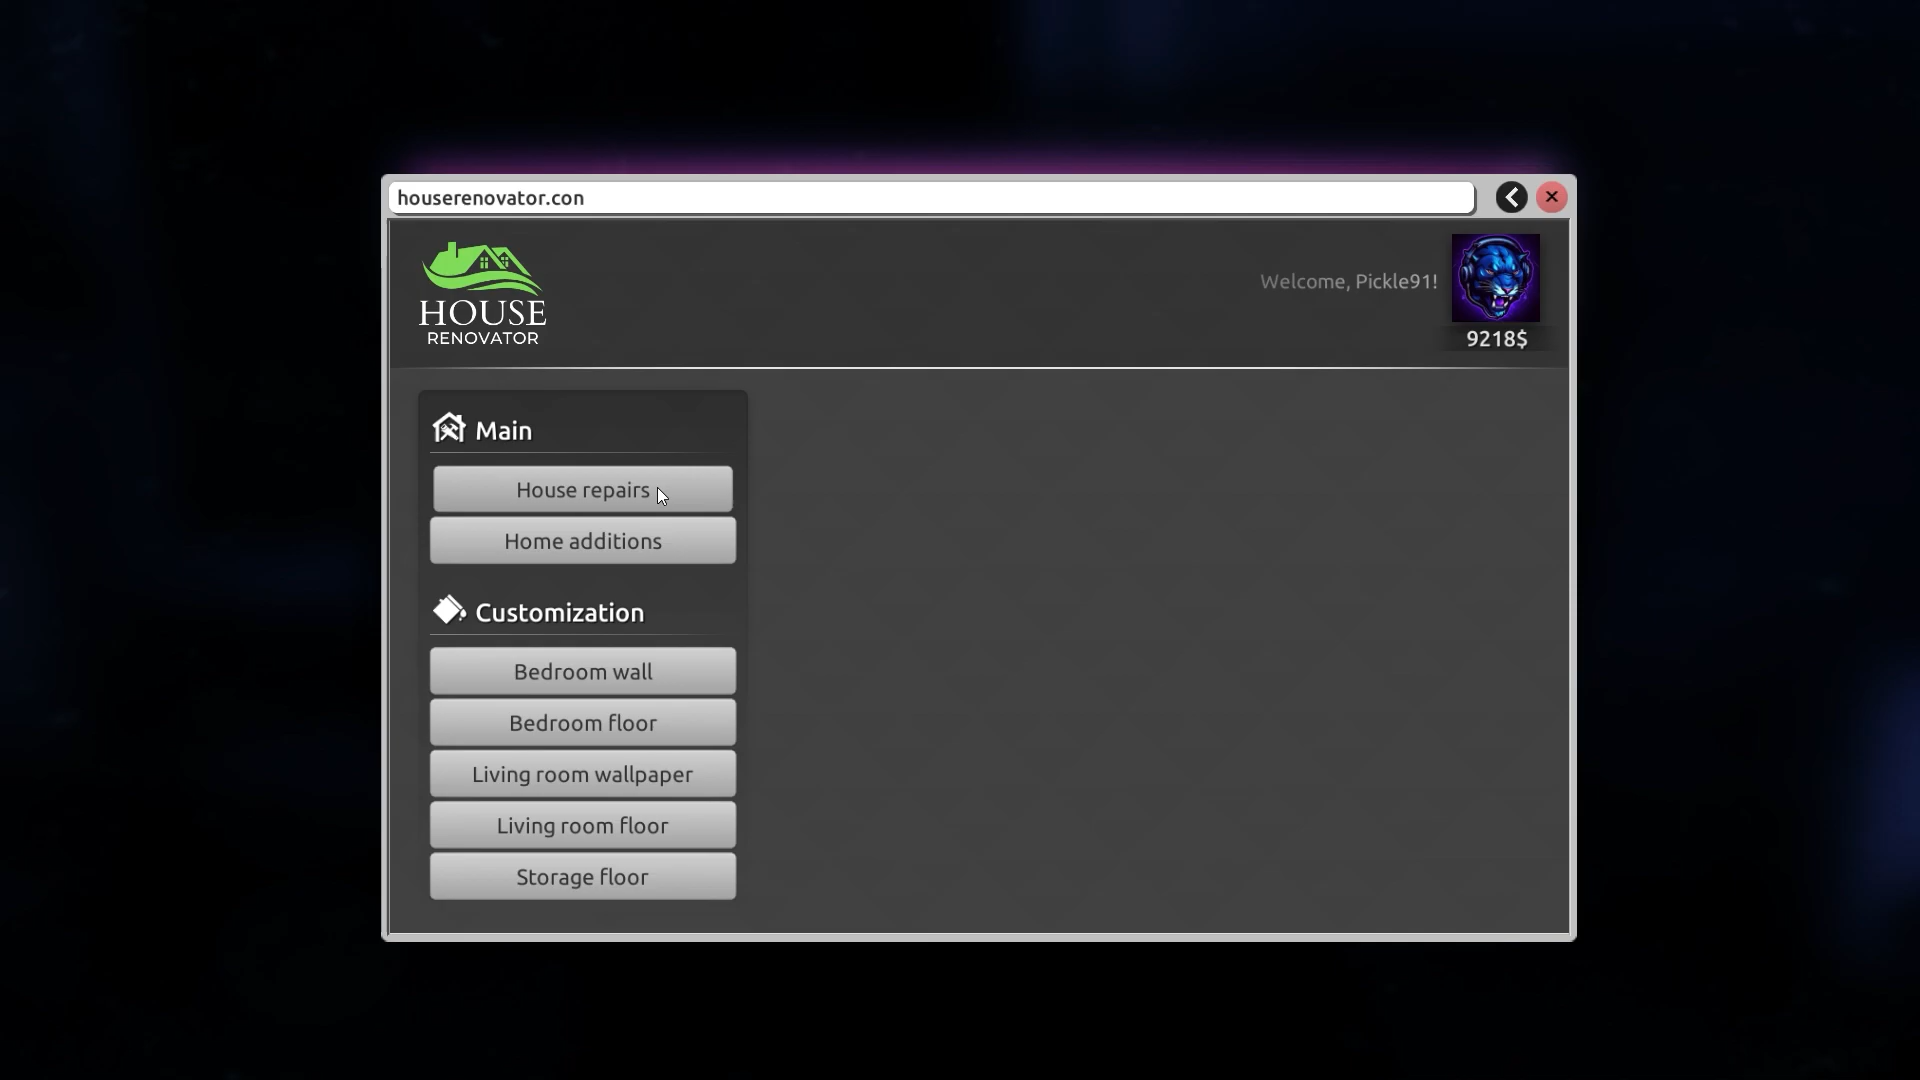 houserenovator.con
HOUSE
RENOVATOR
Welcome, Pickle91!
9218$
Main
House repairs
Home additions
Customization
Bedroom wall
Bedroom floor
Living room wallpaper
Living room floor
Storage floor